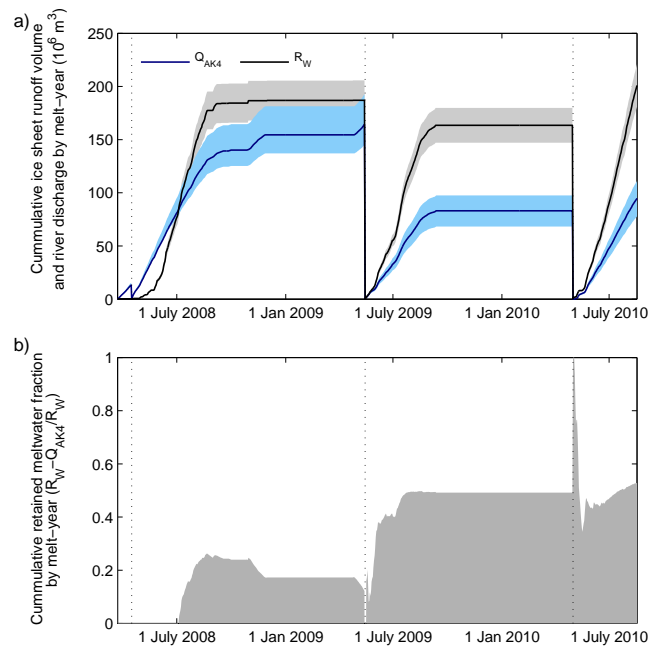 a)
Cummulative ice sheet runoff volume
and river discharge by melt−year (10⁶ m³)
250
200
150
100
50
0
Q_AK4
R_W
1 July 2008
1 Jan 2009
1 July 2009
1 Jan 2010
1 July 2010
b)
Cummulative retained meltwater fraction
by melt−year (R_W−Q_AK4/R_W)
1
0.8
0.6
0.4
0.2
0
1 July 2008
1 Jan 2009
1 July 2009
1 Jan 2010
1 July 2010